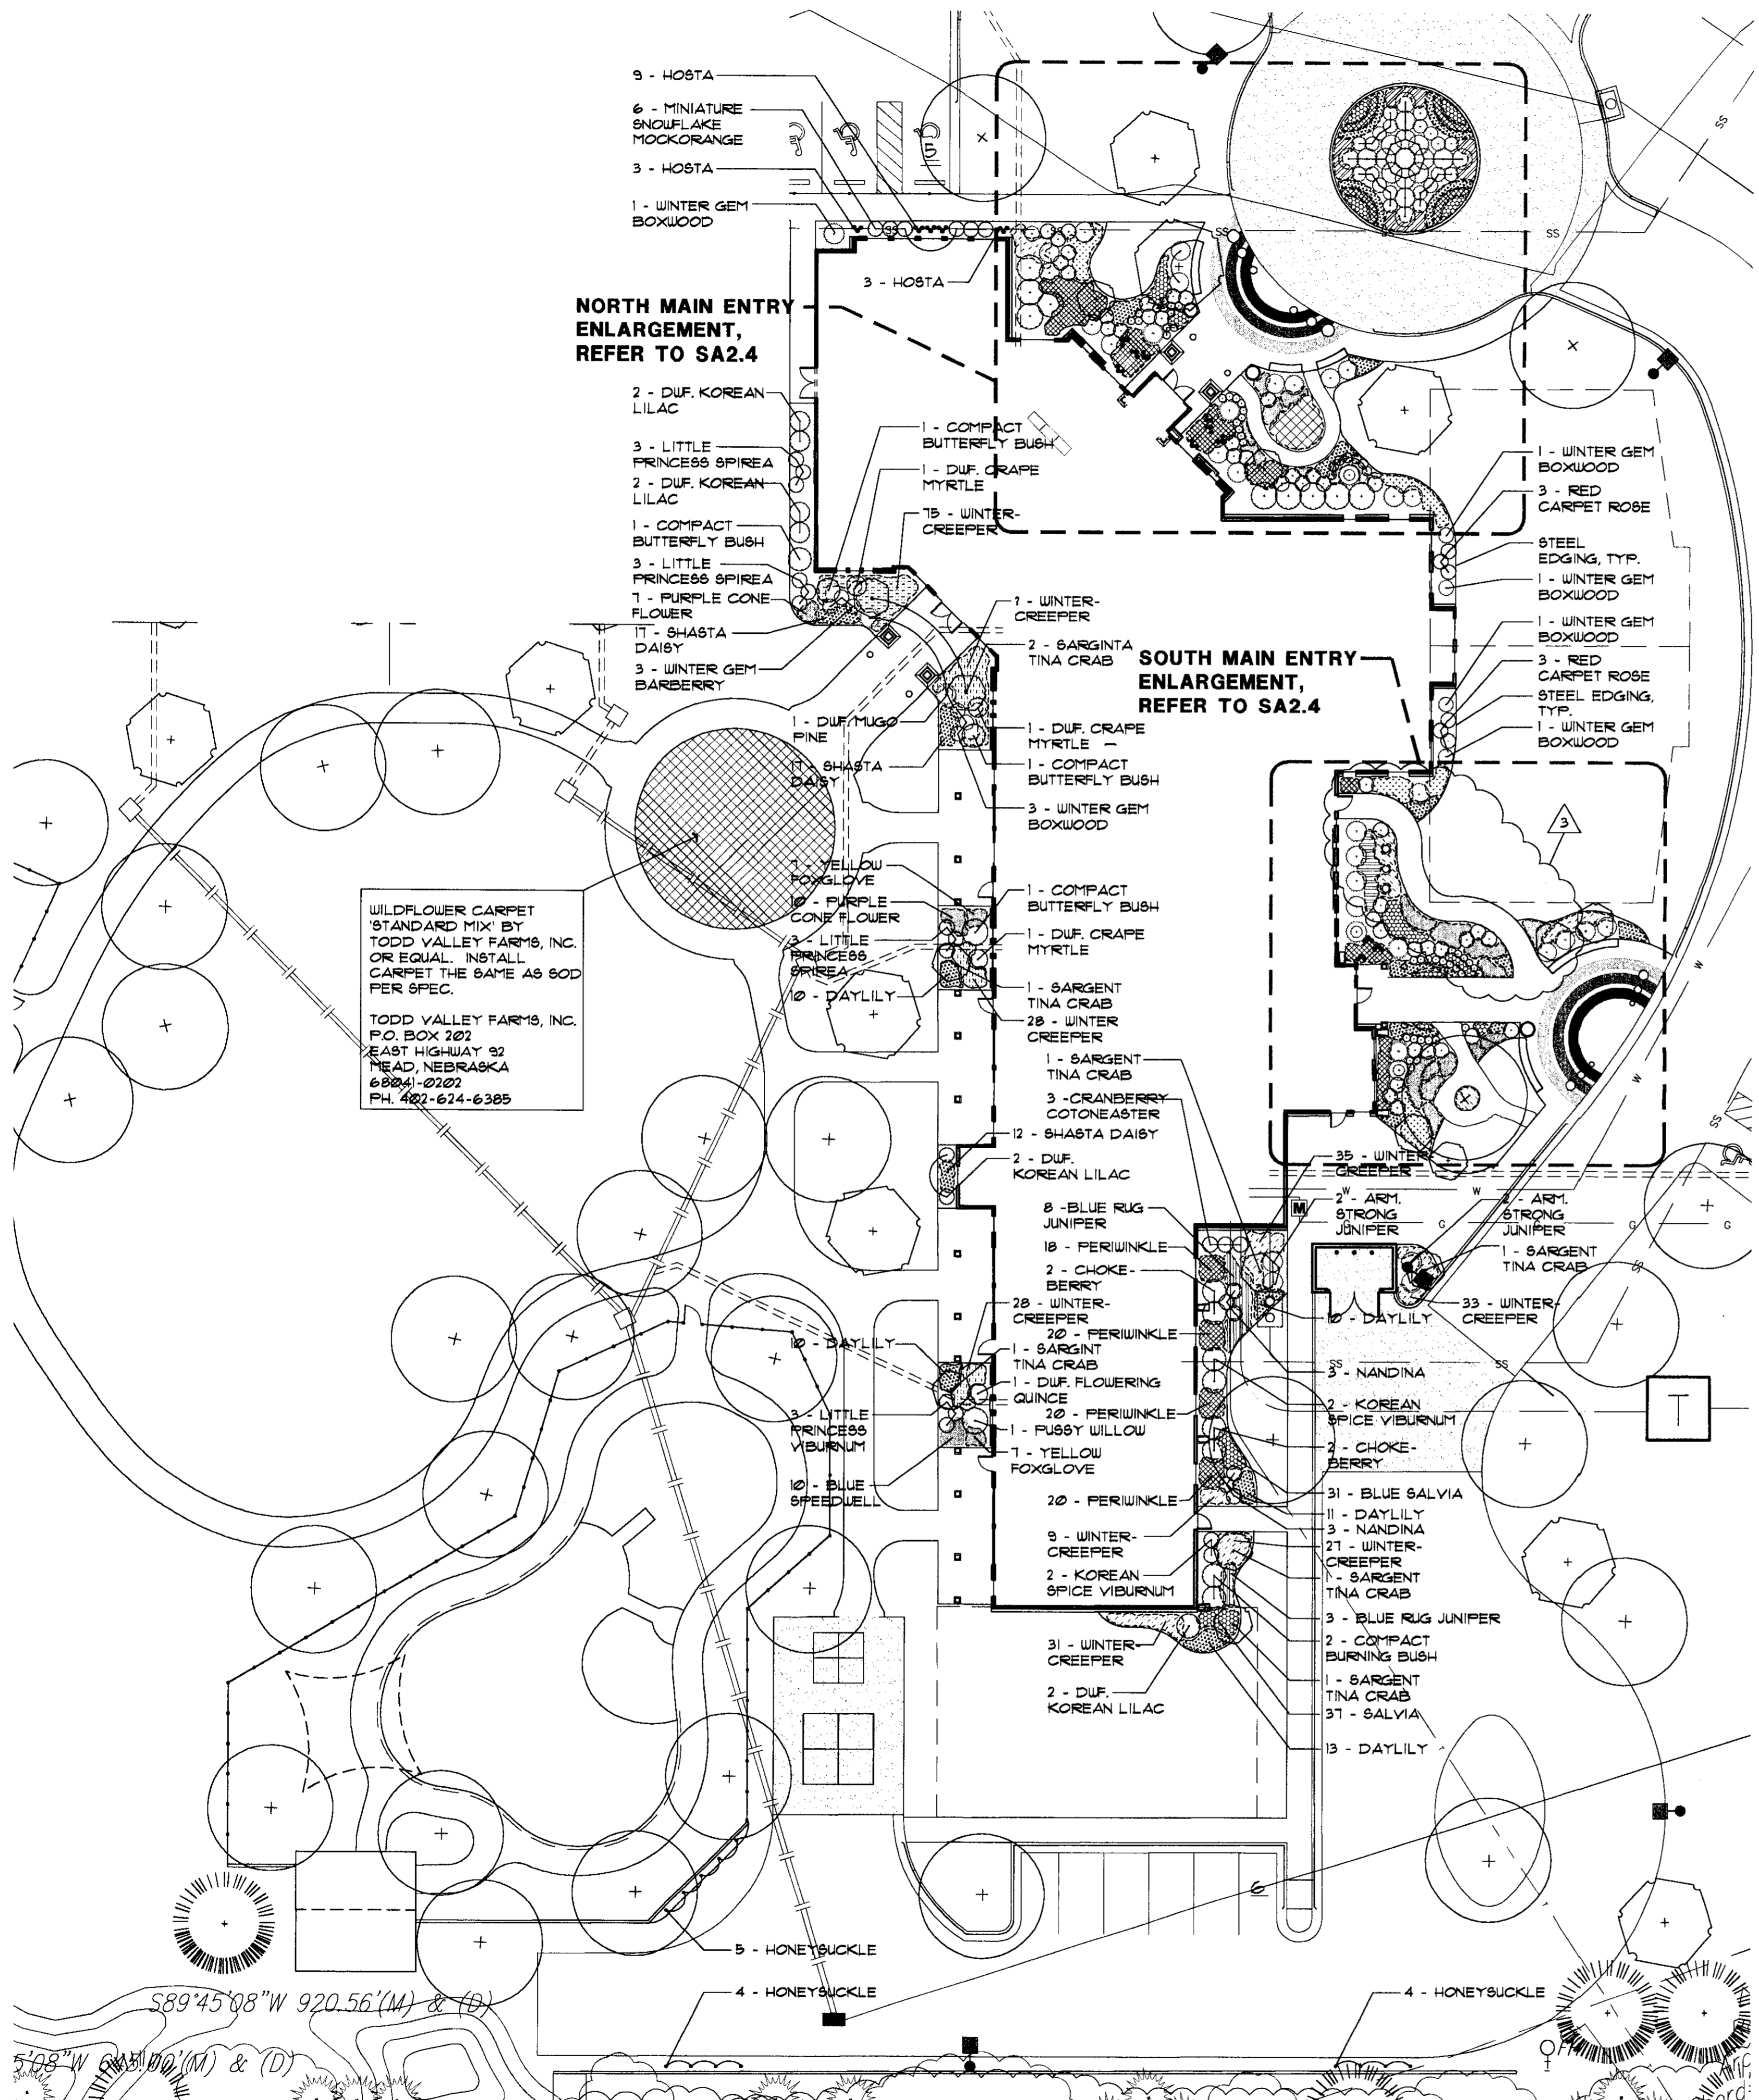 9 - HOSTA
6 - MINIATURE
SNOWFLAKE
MOCKORANGE
3 - HOSTA
1 - WINTER GEM
BOXWOOD
5
SS
SS
SS
SS
SS
SS
3 - HOSTA
NORTH MAIN ENTRY
ENLARGEMENT,
REFER TO SA2.4
2 - DWF. KOREAN
LILAC
3 - LITTLE
PRINCESS SPIREA
2 - DWF. KOREAN
LILAC
1 - COMPACT
BUTTERFLY BUSH
3 - LITTLE
PRINCESS SPIREA
7 - PURPLE CONE
FLOWER
17 - SHASTA
DAISY
3 - WINTER GEM
BARBERRY
1 - COMPACT
BUTTERFLY BUSH
1 - DWF. CRAPE
MYRTLE
75 - WINTER-
CREEPER
1 - WINTER GEM
BOXWOOD
3 - RED
CARPET ROSE
STEEL
EDGING, TYP.
1 - WINTER GEM
BOXWOOD
1 - WINTER GEM
BOXWOOD
3 - RED
CARPET ROSE
STEEL EDGING,
TYP.
1 - WINTER GEM
BOXWOOD
WINTER-
CREEPER
2 - SARGINTA
TINA CRAB
SOUTH MAIN ENTRY
ENLARGEMENT,
REFER TO SA2.4
1 - DWF. MUGO
PINE
17 - SHASTA
DAISY
1 - DWF. CRAPE
MYRTLE
1 - COMPACT
BUTTERFLY BUSH
3 - WINTER GEM
BOXWOOD
3
7 - YELLOW
FOXGLOVE
10 - PURPLE
CONE FLOWER
3 - LITTLE
PRINCESS
SPIREA
10 - DAYLILY
1 - COMPACT
BUTTERFLY BUSH
1 - DWF. CRAPE
MYRTLE
1 - SARGENT
TINA CRAB
28 - WINTER
CREEPER
WILDFLOWER CARPET
'STANDARD MIX' BY
TODD VALLEY FARMS, INC.
OR EQUAL. INSTALL
CARPET THE SAME AS SOD
PER SPEC.
TODD VALLEY FARMS, INC.
P.O. BOX 202
EAST HIGHWAY 92
MEAD, NEBRASKA
68041-0202
PH. 402-624-6385
1 - SARGENT
TINA CRAB
3 -CRANBERRY
COTONEASTER
12 - SHASTA DAISY
2 - DWF.
KOREAN LILAC
8 -BLUE RUG
JUNIPER
18 - PERIWINKLE
2 - CHOKE-
BERRY
28 - WINTER-
CREEPER
20 - PERIWINKLE
1 - SARGINT
TINA CRAB
1 - DWF. FLOWERING
QUINCE
20 - PERIWINKLE
1 - PUSSY WILLOW
7 - YELLOW
FOXGLOVE
20 - PERIWINKLE
9 - WINTER-
CREEPER
2 - KOREAN
SPICE VIBURNUM
31 - WINTER-
CREEPER
2 - DWF.
KOREAN LILAC
10 - DAYLILY
3 - LITTLE
PRINCESS
VIBURNUM
10 - BLUE
SPEEDWELL
35 - WINTER
CREEPER
2 - ARM.
STRONG
JUNIPER
2 - ARM.
STRONG
JUNIPER
1 - SARGENT
TINA CRAB
33 - WINTER-
CREEPER
10 - DAYLILY
3 - NANDINA
2 - KOREAN
SPICE VIBURNUM
2 - CHOKE-
BERRY
31 - BLUE SALVIA
11 - DAYLILY
3 - NANDINA
27 - WINTER-
CREEPER
1 - SARGENT
TINA CRAB
3 - BLUE RUG JUNIPER
2 - COMPACT
BURNING BUSH
1 - SARGENT
TINA CRAB
37 - SALVIA
13 - DAYLILY
W
W
W
W
M
G
G
G
SS
SS
SS
SS
T
6
5 - HONEYSUCKLE
4 - HONEYSUCKLE
4 - HONEYSUCKLE
S89°45'08"W 920.56'(M) & (D)
5'08"W 645.00'(M) & (D)